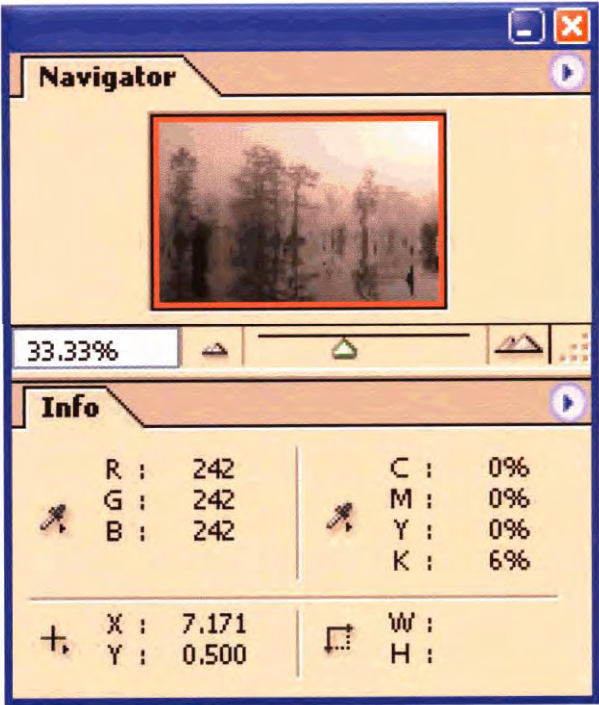 Navigator
33.33%
Info
R : 242
G : 242
B : 242
C : 0%
M : 0%
Y : 0%
K : 6%
X : 7.171
Y : 0.500
W :
H :